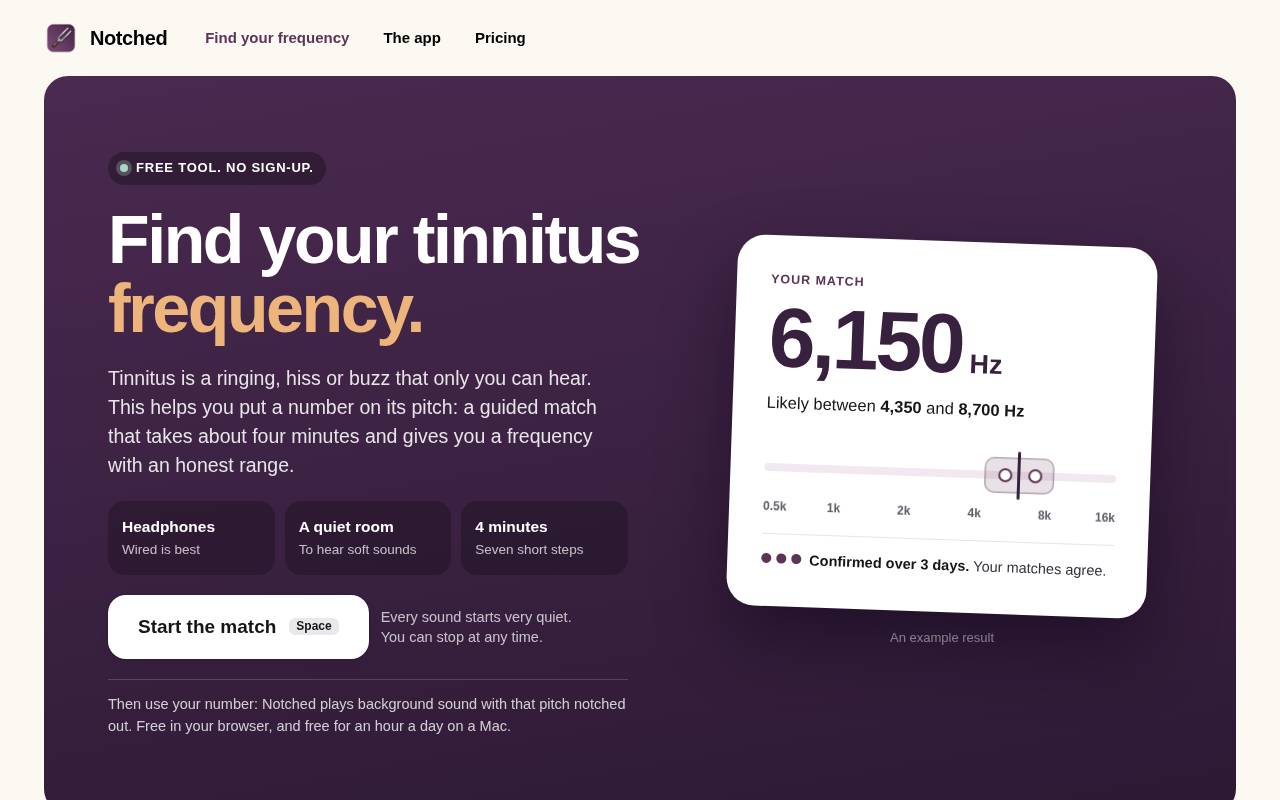 Notched
Find your frequency
The app
Pricing
FREE TOOL. NO SIGN-UP.
Find your tinnitus
frequency.
Tinnitus is a ringing, hiss or buzz that only you can hear.
This helps you put a number on its pitch: a guided match
that takes about four minutes and gives you a frequency
with an honest range.
Headphones
Wired is best
A quiet room
To hear soft sounds
4 minutes
Seven short steps
Start the match Space
Every sound starts very quiet.
You can stop at any time.
Then use your number: Notched plays background sound with that pitch notched
out. Free in your browser, and free for an hour a day on a Mac.
YOUR MATCH
6,150 Hz
Likely between 4,350 and 8,700 Hz
0.5k 1k 2k 4k 8k 16k
Confirmed over 3 days. Your matches agree.
An example result